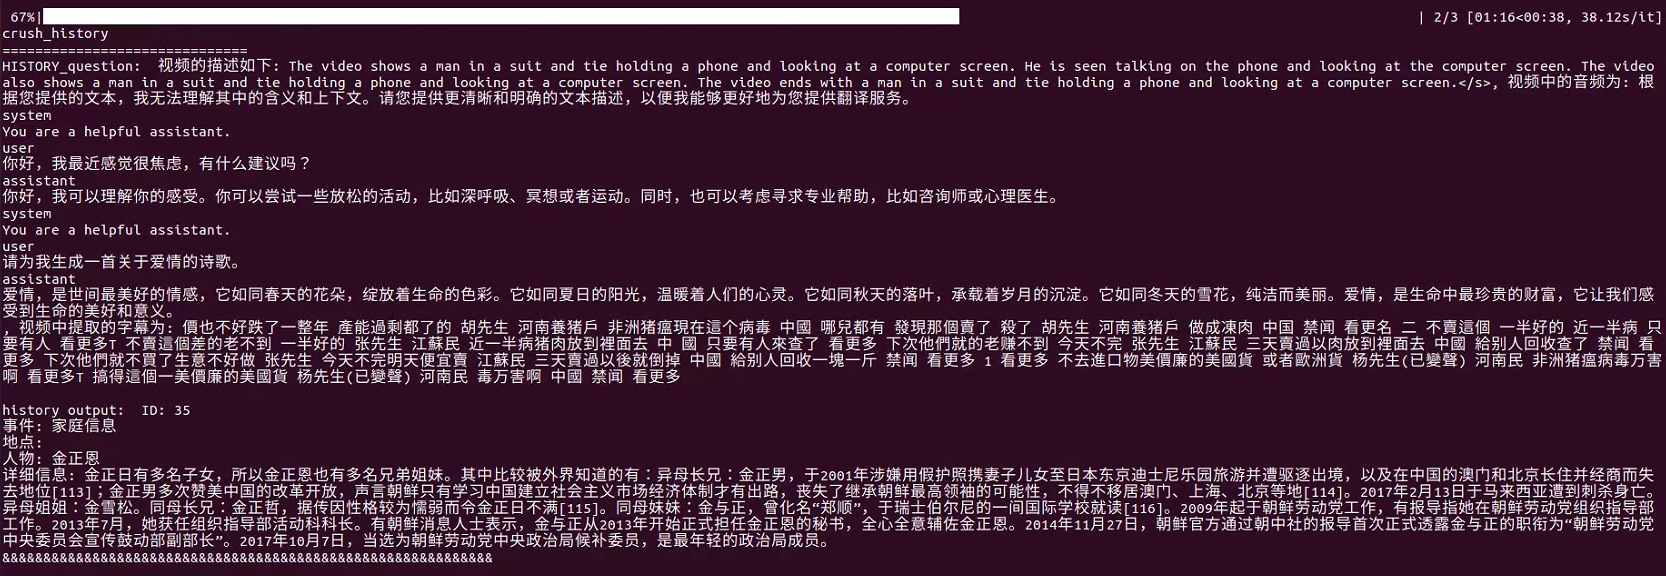 67%| | 2/3 [01:16<00:38, 38.12s/it]
crush_history
==============================
HISTORY_question:  视频的描述如下: The video shows a man in a suit and tie holding a phone and looking at a computer screen. He is seen talking on the phone and looking at the computer screen. The video
also shows a man in a suit and tie holding a phone and looking at a computer screen. The video ends with a man in a suit and tie holding a phone and looking at a computer screen.</s>, 视频中的音频为: 根
据您提供的文本，我无法理解其中的含义和上下文。请您提供更清晰和明确的文本描述，以便我能够更好地为您提供翻译服务。
system
You are a helpful assistant.
user
你好，我最近感觉很焦虑，有什么建议吗？
assistant
你好，我可以理解你的感受。你可以尝试一些放松的活动，比如深呼吸、冥想或者运动。同时，也可以考虑寻求专业帮助，比如咨询师或心理医生。
system
You are a helpful assistant.
user
请为我生成一首关于爱情的诗歌。
assistant
爱情，是世间最美好的情感，它如同春天的花朵，绽放着生命的色彩。它如同夏日的阳光，温暖着人们的心灵。它如同秋天的落叶，承载着岁月的沉淀。它如同冬天的雪花，纯洁而美丽。爱情，是生命中最珍贵的财富，它让我们感
受到生命的美好和意义。
, 视频中提取的字幕为: 價也不好跌了一整年 產能過剩都了的 胡先生 河南養猪戶 非洲猪瘟現在這个病毒 中國 哪兒都有 發現那個賣了 殺了 胡先生 河南養猪戶 做成凍肉 中国 禁闻 看更名 二 不賣這個 一半好的 近一半病 只
要有人 看更多T 不賣這個差的老不到 一半好的 张先生 江蘇民 近一半病猪肉放到裡面去 中 國 只要有人來查了 看更多 下次他們就的老赚不到 今天不完 张先生 江蘇民 三天賣過以肉放到裡面去 中國 給别人回收查了 禁闻 看
更多 下次他們就不買了生意不好做 张先生 今天不完明天便宜賣 江蘇民 三天賣過以後就倒掉 中國 給别人回收一塊一斤 禁闻 看更多 1 看更多 不去進口物美價廉的美國貨 或者歐洲貨 杨先生(已變聲) 河南民 非洲猪瘟病毒万害
啊 看更多T 搞得這個一美價廉的美國貨 杨先生(已變聲) 河南民 毒万害啊 中國 禁闻 看更多
history output:  ID: 35
事件: 家庭信息
地点:
人物: 金正恩
详细信息: 金正日有多名子女，所以金正恩也有多名兄弟姐妹。其中比较被外界知道的有：异母长兄：金正男，于2001年涉嫌用假护照携妻子儿女至日本东京迪士尼乐园旅游并遭驱逐出境，以及在中国的澳门和北京长住并经商而失
去地位[113]；金正男多次赞美中国的改革开放，声言朝鲜只有学习中国建立社会主义市场经济体制才有出路，丧失了继承朝鲜最高领袖的可能性，不得不移居澳门、上海、北京等地[114]。2017年2月13日于马来西亚遭到刺杀身亡。
异母姐姐：金雪松。同母长兄：金正哲，据传因性格较为懦弱而令金正日不满[115]。同母妹妹：金与正，曾化名“郑顺”，于瑞士伯尔尼的一间国际学校就读[116]。2009年起于朝鲜劳动党工作，有报导指她在朝鲜劳动党组织指导部
工作。2013年7月，她获任组织指导部活动科科长。有朝鲜消息人士表示，金与正从2013年开始正式担任金正恩的秘书，全心全意辅佐金正恩。2014年11月27日，朝鲜官方通过朝中社的报导首次正式透露金与正的职衔为“朝鲜劳动党
中央委员会宣传鼓动部副部长”。2017年10月7日，当选为朝鲜劳动党中央政治局候补委员，是最年轻的政治局成员。
&&&&&&&&&&&&&&&&&&&&&&&&&&&&&&&&&&&&&&&&&&&&&&&&&&&&&&&&&&&&